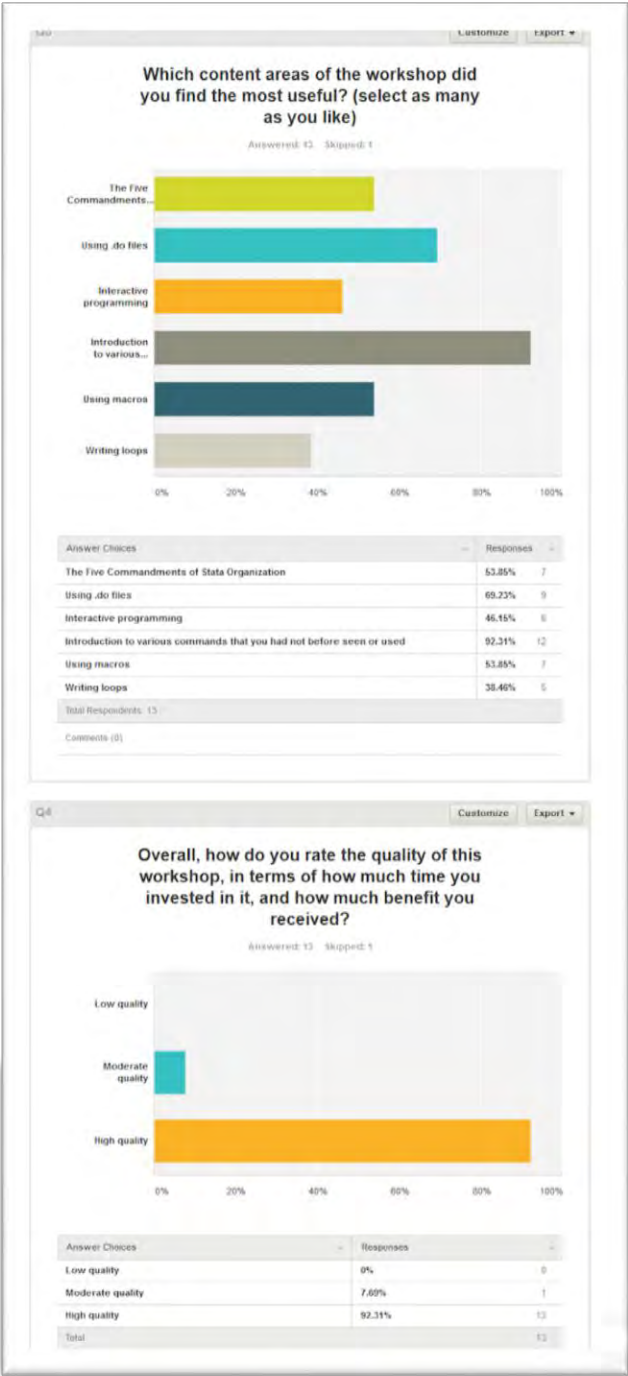 Customize Export
Which content areas of the workshop did
you find the most useful? (select as many
as you like)
Answered: 13 Skipped: 1
The Five
Commandments...
Using .do files
Interactive
programming
Introduction
to various...
Using macros
Writing loops
0% 20% 40% 60% 80% 100%
Answer Choices Responses
The Five Commandments of Stata Organization 53.85% 7
Using .do files 69.23% 9
Interactive programming 46.15% 6
Introduction to various commands that you had not before seen or used 92.31% 12
Using macros 53.85% 7
Writing loops 38.46% 5
Total Respondents: 13
Comments (0)
Q4 Customize Export
Overall, how do you rate the quality of this
workshop, in terms of how much time you
invested in it, and how much benefit you
received?
Answered: 13 Skipped: 1
Low quality
Moderate
quality
High quality
0% 20% 40% 60% 80% 100%
Answer Choices Responses
Low quality 0% 0
Moderate quality 7.69% 1
High quality 92.31%
Total 13